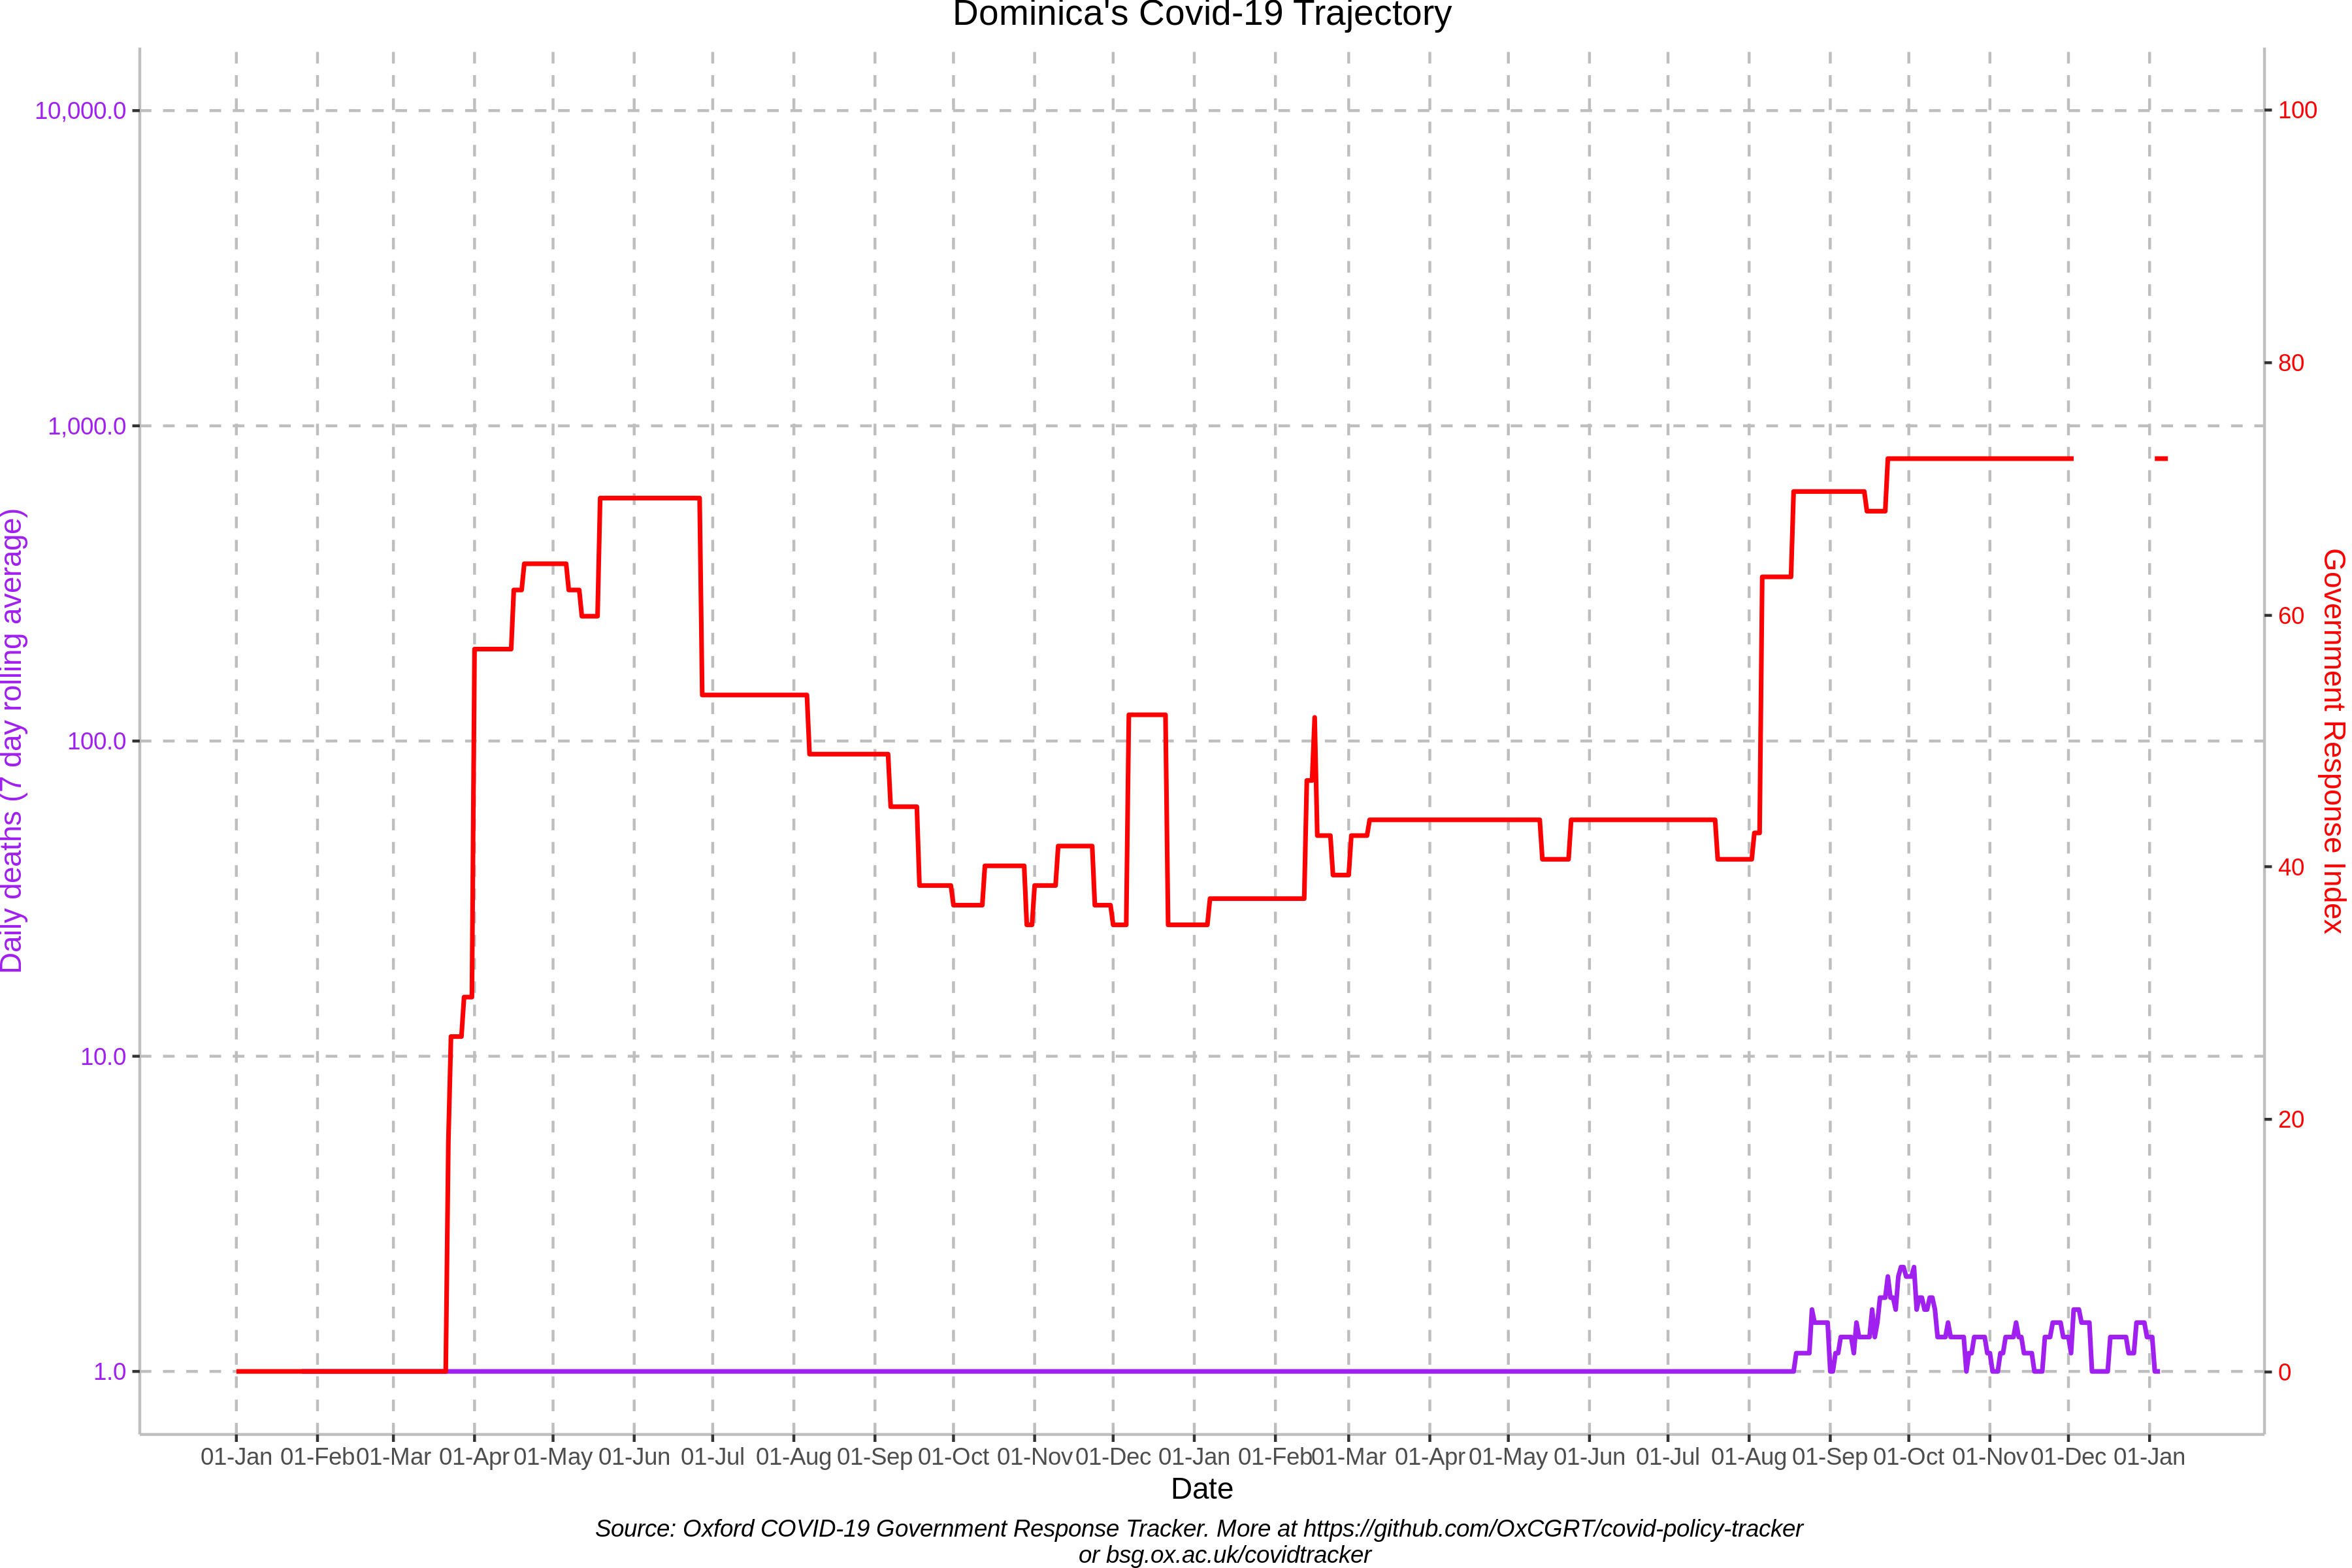 Dominica's Covid-19 Trajectory
10,000.0
1,000.0
100.0
10.0
1.0
Daily deaths (7 day rolling average)
100
80
60
40
20
0
Government Response Index
01-Jan 01-Feb 01-Mar 01-Apr 01-May 01-Jun 01-Jul 01-Aug 01-Sep 01-Oct 01-Nov 01-Dec 01-Jan 01-Feb 01-Mar 01-Apr 01-May 01-Jun 01-Jul 01-Aug 01-Sep 01-Oct 01-Nov 01-Dec 01-Jan
Date
Source: Oxford COVID-19 Government Response Tracker. More at https://github.com/OxCGRT/covid-policy-tracker
or bsg.ox.ac.uk/covidtracker